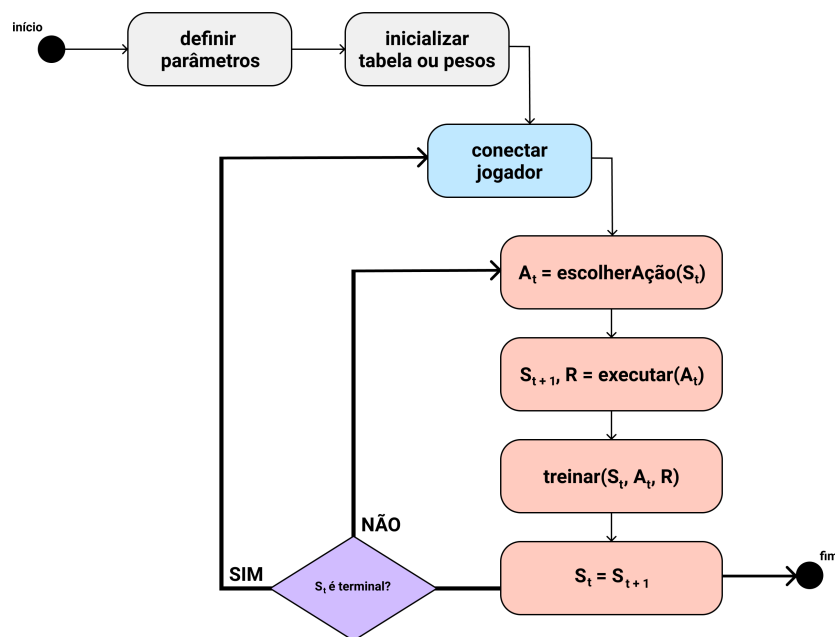 início
definir
parâmetros
inicializar
tabela ou pesos
conectar
jogador
Aₜ = escolherAção(Sₜ)
Sₜ₊₁, R = executar(Aₜ)
treinar(Sₜ, Aₜ, R)
NÃO
SIM
Sₜ é terminal?
Sₜ = Sₜ₊₁
fim